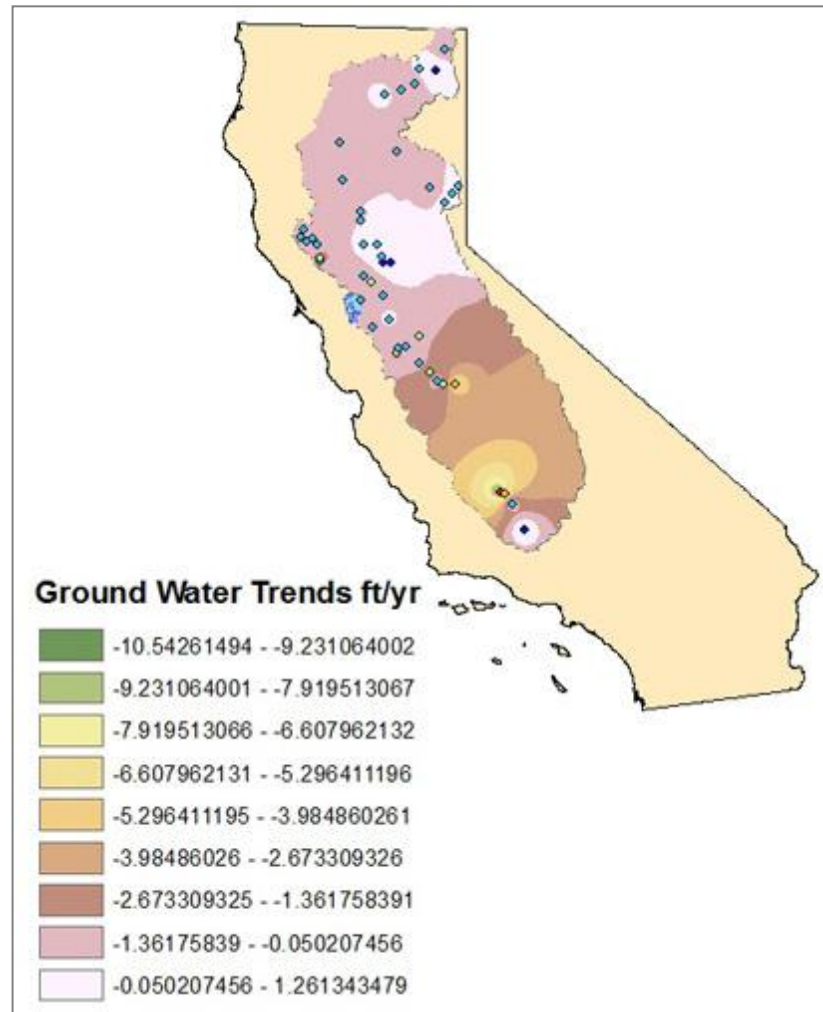 Ground Water Trends ft/yr
-10.54261494 - -9.231064002
-9.231064001 - -7.919513067
-7.919513066 - -6.607962132
-6.607962131 - -5.296411196
-5.296411195 - -3.984860261
-3.98486026 - -2.673309326
-2.673309325 - -1.361758391
-1.36175839 - -0.050207456
-0.050207456 - 1.261343479